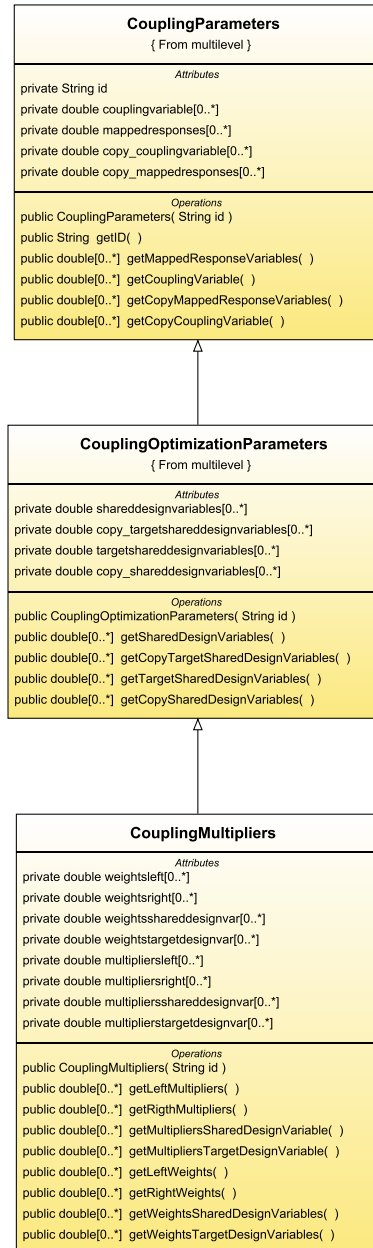 CouplingParameters
{ From multilevel }
Attributes
private String id
private double couplingvariable[0..*]
private double mappedresponses[0..*]
private double copy_couplingvariable[0..*]
private double copy_mappedresponses[0..*]
Operations
public CouplingParameters( String id )
public String  getID( )
public double[0..*]  getMappedResponseVariables(  )
public double[0..*]  getCouplingVariable(  )
public double[0..*]  getCopyMappedResponseVariables(  )
public double[0..*]  getCopyCouplingVariable(  )
CouplingOptimizationParameters
{ From multilevel }
Attributes
private double shareddesignvariables[0..*]
private double copy_targetshareddesignvariables[0..*]
private double targetshareddesignvariables[0..*]
private double copy_shareddesignvariables[0..*]
Operations
public CouplingOptimizationParameters( String id )
public double[0..*]  getSharedDesignVariables(  )
public double[0..*]  getCopyTargetSharedDesignVariables(  )
public double[0..*]  getTargetSharedDesignVariables(  )
public double[0..*]  getCopySharedDesignVariables(  )
CouplingMultipliers
Attributes
private double weightsleft[0..*]
private double weightsright[0..*]
private double weightsshareddesignvar[0..*]
private double weightstargetdesignvar[0..*]
private double multipliersleft[0..*]
private double multipliersright[0..*]
private double multipliersshareddesignvar[0..*]
private double multiplierstargetdesignvar[0..*]
Operations
public CouplingMultipliers( String id )
public double[0..*]  getLeftMultipliers(  )
public double[0..*]  getRigthMultipliers(  )
public double[0..*]  getMultipliersSharedDesignVariable(  )
public double[0..*]  getMultipliersTargetDesignVariable(  )
public double[0..*]  getLeftWeights(  )
public double[0..*]  getRightWeights(  )
public double[0..*]  getWeightsSharedDesignVariables(  )
public double[0..*]  getWeightsTargetDesignVariables(  )